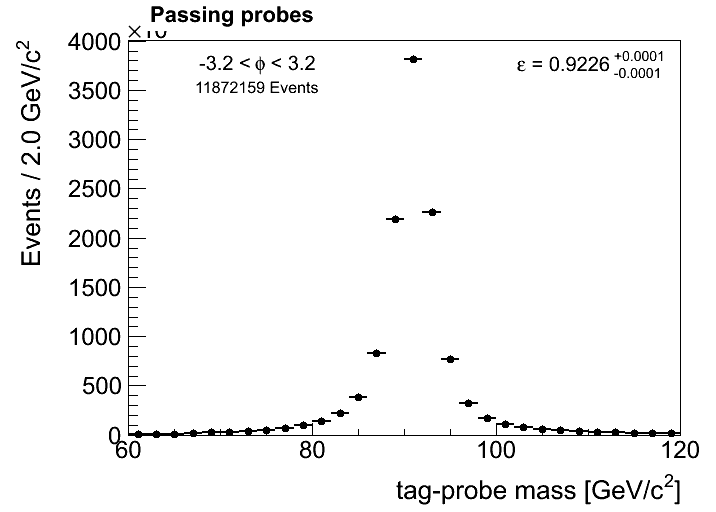 Passing probes
×10
Events / 2.0 GeV/c²
4000
3500
3000
2500
2000
1500
1000
500
0
-3.2 < ϕ < 3.2
11872159 Events
ε = 0.9226 +0.0001 -0.0001
60 80 100 120
tag-probe mass [GeV/c²]